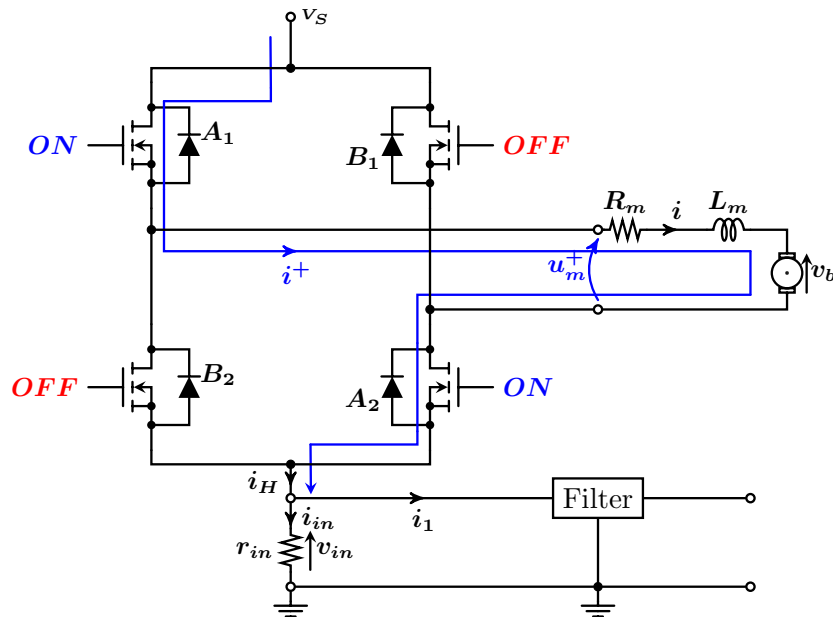 v_S
ON
A_1
B_1
OFF
R_m
i
L_m
i^+
u_m^+
v_b
OFF
B_2
A_2
ON
i_H
i_in
i_1
Filter
r_in
v_in